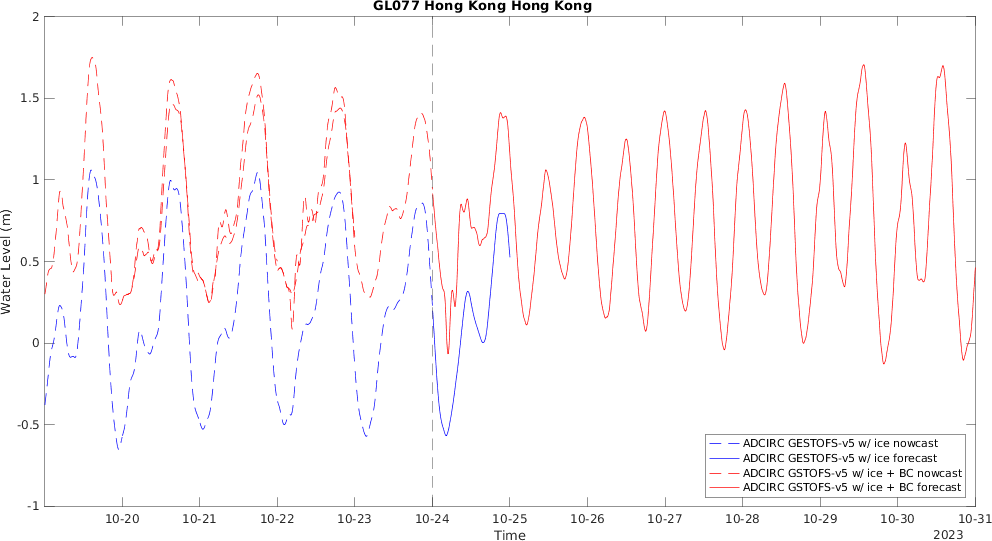 GL077 Hong Kong Hong Kong
2
1.5
1
0.5
0
-0.5
-1
Water Level (m)
10-20 10-21 10-22 10-23 10-24 10-25 10-26 10-27 10-28 10-29 10-30 10-31
Time
2023
ADCIRC GESTOFS-v5 w/ ice nowcast
ADCIRC GESTOFS-v5 w/ ice forecast
ADCIRC GSTOFS-v5 w/ ice + BC nowcast
ADCIRC GSTOFS-v5 w/ ice + BC forecast